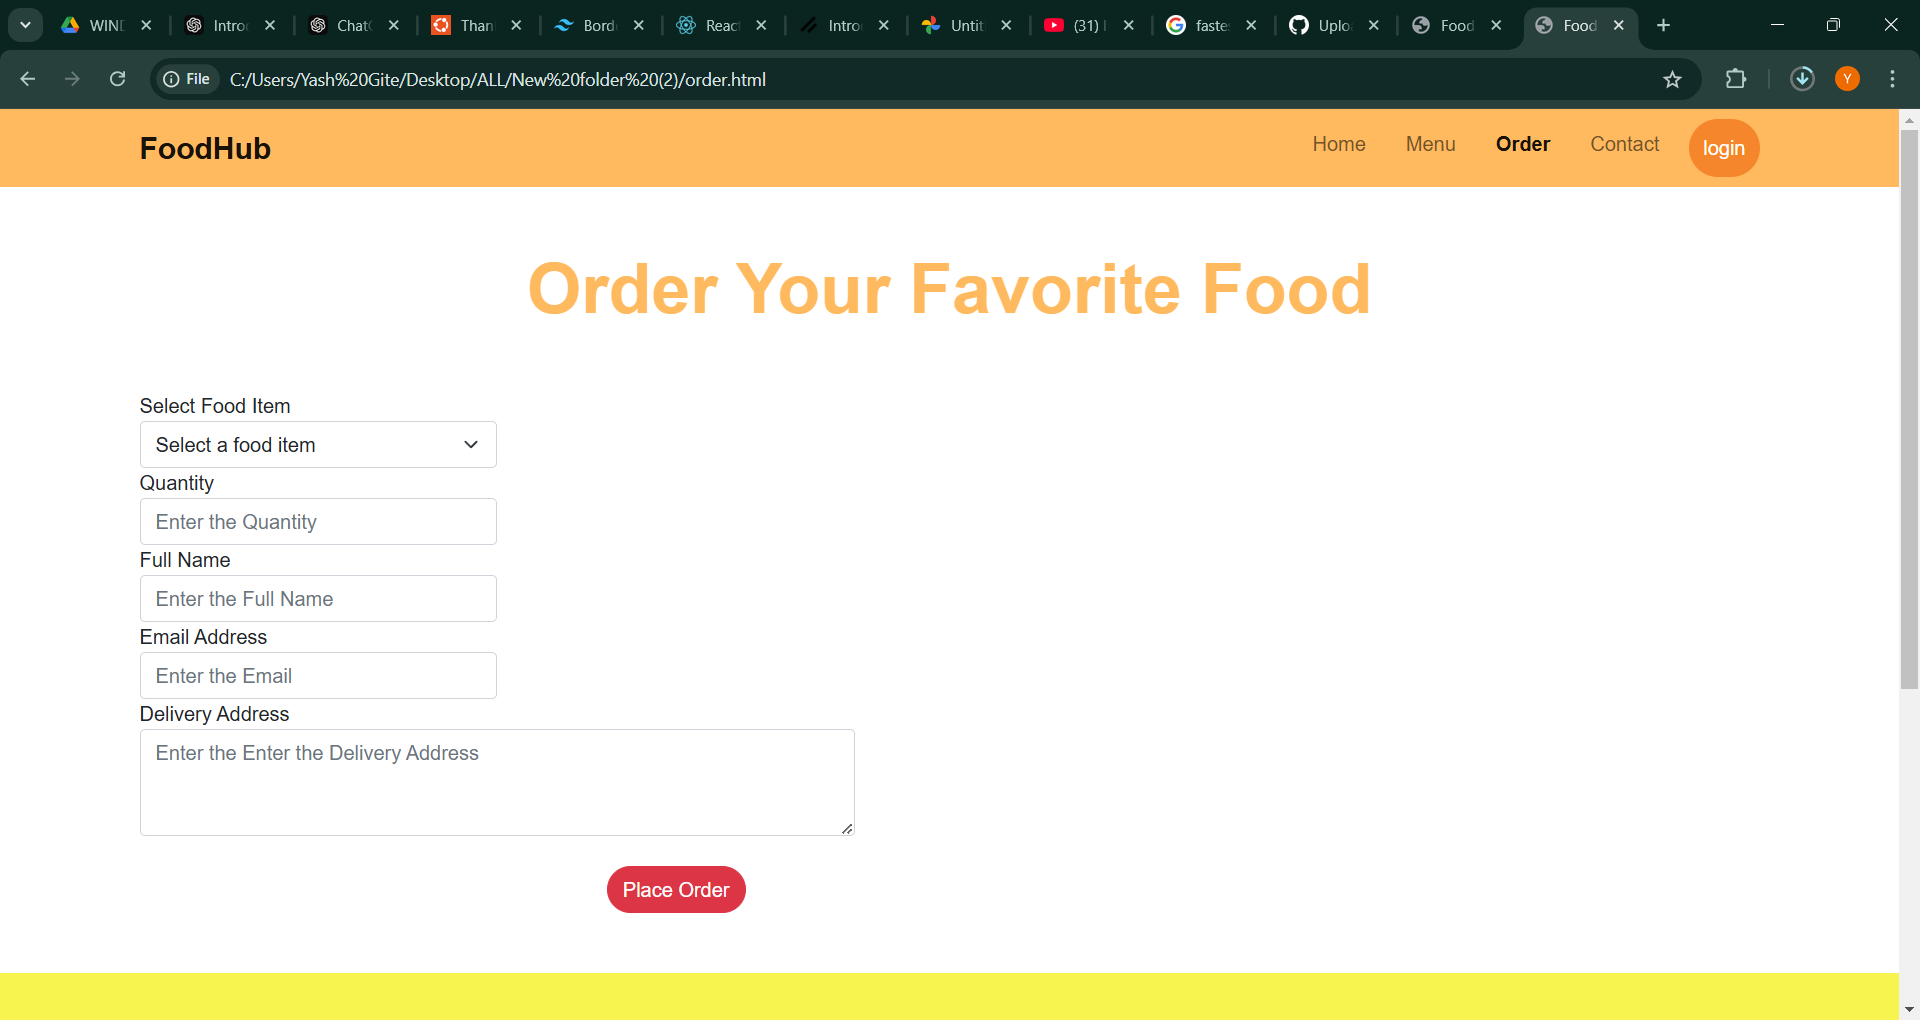 WIND
Intro
Chat
Than
Bord
Reac
Intro
Untit
(31)
faste
Uplo
Food
Food
File
C:/Users/Yash%20Gite/Desktop/ALL/New%20folder%20(2)/order.html
Y
FoodHub
Home
Menu
Order
Contact
login
Order Your Favorite Food
Select Food Item
Select a food item
Quantity
Enter the Quantity
Full Name
Enter the Full Name
Email Address
Enter the Email
Delivery Address
Enter the Enter the Delivery Address
Place Order